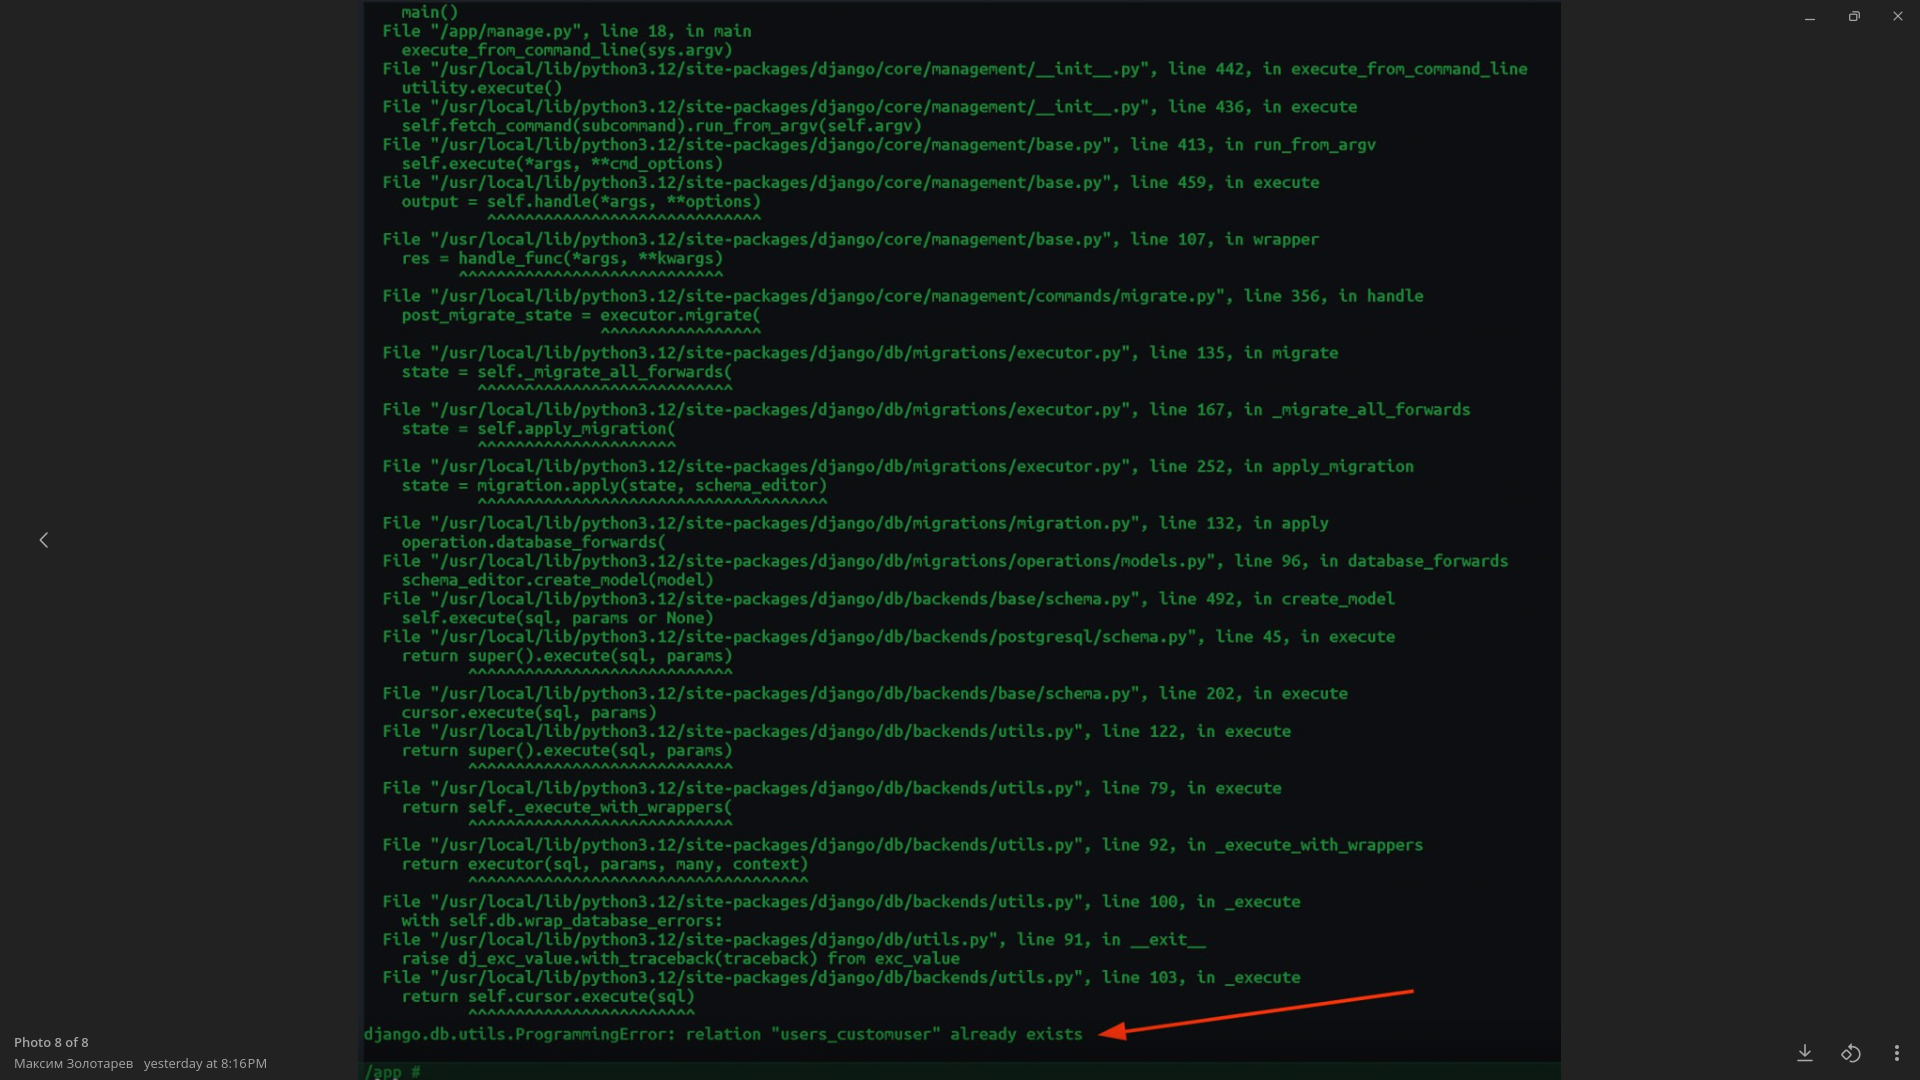 main()
File "/app/manage.py", line 18, in main
execute_from_command_line(sys.argv)
File "/usr/local/lib/python3.12/site-packages/django/core/management/__init__.py", line 442, in execute_from_command_line
utility.execute()
File "/usr/local/lib/python3.12/site-packages/django/core/management/__init__.py", line 436, in execute
self.fetch_command(subcommand).run_from_argv(self.argv)
File "/usr/local/lib/python3.12/site-packages/django/core/management/base.py", line 413, in run_from_argv
self.execute(*args, **cmd_options)
File "/usr/local/lib/python3.12/site-packages/django/core/management/base.py", line 459, in execute
output = self.handle(*args, **options)
^^^^^^^^^^^^^^^^^^^^^^^^^^^^^
File "/usr/local/lib/python3.12/site-packages/django/core/management/base.py", line 107, in wrapper
res = handle_func(*args, **kwargs)
^^^^^^^^^^^^^^^^^^^^^^^^^^^^
File "/usr/local/lib/python3.12/site-packages/django/core/management/commands/migrate.py", line 356, in handle
post_migrate_state = executor.migrate(
^^^^^^^^^^^^^^^^^
File "/usr/local/lib/python3.12/site-packages/django/db/migrations/executor.py", line 135, in migrate
state = self._migrate_all_forwards(
^^^^^^^^^^^^^^^^^^^^^^^^^^^
File "/usr/local/lib/python3.12/site-packages/django/db/migrations/executor.py", line 167, in _migrate_all_forwards
state = self.apply_migration(
^^^^^^^^^^^^^^^^^^^^^
File "/usr/local/lib/python3.12/site-packages/django/db/migrations/executor.py", line 252, in apply_migration
state = migration.apply(state, schema_editor)
^^^^^^^^^^^^^^^^^^^^^^^^^^^^^^^^^^^^^
File "/usr/local/lib/python3.12/site-packages/django/db/migrations/migration.py", line 132, in apply
operation.database_forwards(
File "/usr/local/lib/python3.12/site-packages/django/db/migrations/operations/models.py", line 96, in database_forwards
schema_editor.create_model(model)
File "/usr/local/lib/python3.12/site-packages/django/db/backends/base/schema.py", line 492, in create_model
self.execute(sql, params or None)
File "/usr/local/lib/python3.12/site-packages/django/db/backends/postgresql/schema.py", line 45, in execute
return super().execute(sql, params)
^^^^^^^^^^^^^^^^^^^^^^^^^^^^
File "/usr/local/lib/python3.12/site-packages/django/db/backends/base/schema.py", line 202, in execute
cursor.execute(sql, params)
File "/usr/local/lib/python3.12/site-packages/django/db/backends/utils.py", line 122, in execute
return super().execute(sql, params)
^^^^^^^^^^^^^^^^^^^^^^^^^^^^
File "/usr/local/lib/python3.12/site-packages/django/db/backends/utils.py", line 79, in execute
return self._execute_with_wrappers(
^^^^^^^^^^^^^^^^^^^^^^^^^^^^
File "/usr/local/lib/python3.12/site-packages/django/db/backends/utils.py", line 92, in _execute_with_wrappers
return executor(sql, params, many, context)
^^^^^^^^^^^^^^^^^^^^^^^^^^^^^^^^^^^^
File "/usr/local/lib/python3.12/site-packages/django/db/backends/utils.py", line 100, in _execute
with self.db.wrap_database_errors:
File "/usr/local/lib/python3.12/site-packages/django/db/utils.py", line 91, in __exit__
raise dj_exc_value.with_traceback(traceback) from exc_value
File "/usr/local/lib/python3.12/site-packages/django/db/backends/utils.py", line 103, in _execute
return self.cursor.execute(sql)
^^^^^^^^^^^^^^^^^^^^^^^^
django.db.utils.ProgrammingError: relation "users_customuser" already exists
/app #
Photo 8 of 8
Максим Золотарев yesterday at 8:16PM